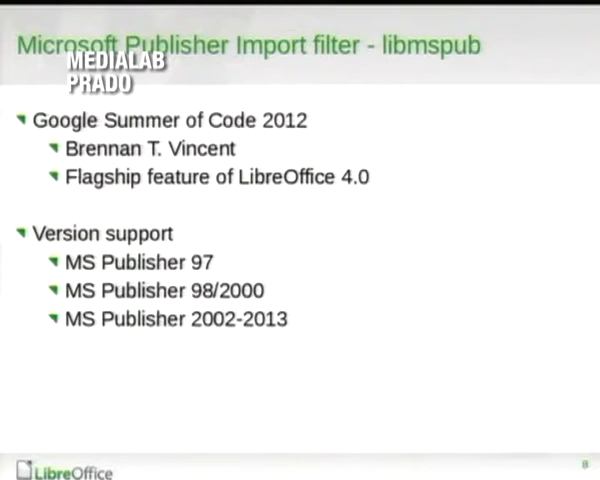 Microsoft Publisher Import filter - libmspub
MEDIALAB
PRADO
Google Summer of Code 2012
Brennan T. Vincent
Flagship feature of LibreOffice 4.0
Version support
MS Publisher 97
MS Publisher 98/2000
MS Publisher 2002-2013
LibreOffice
8